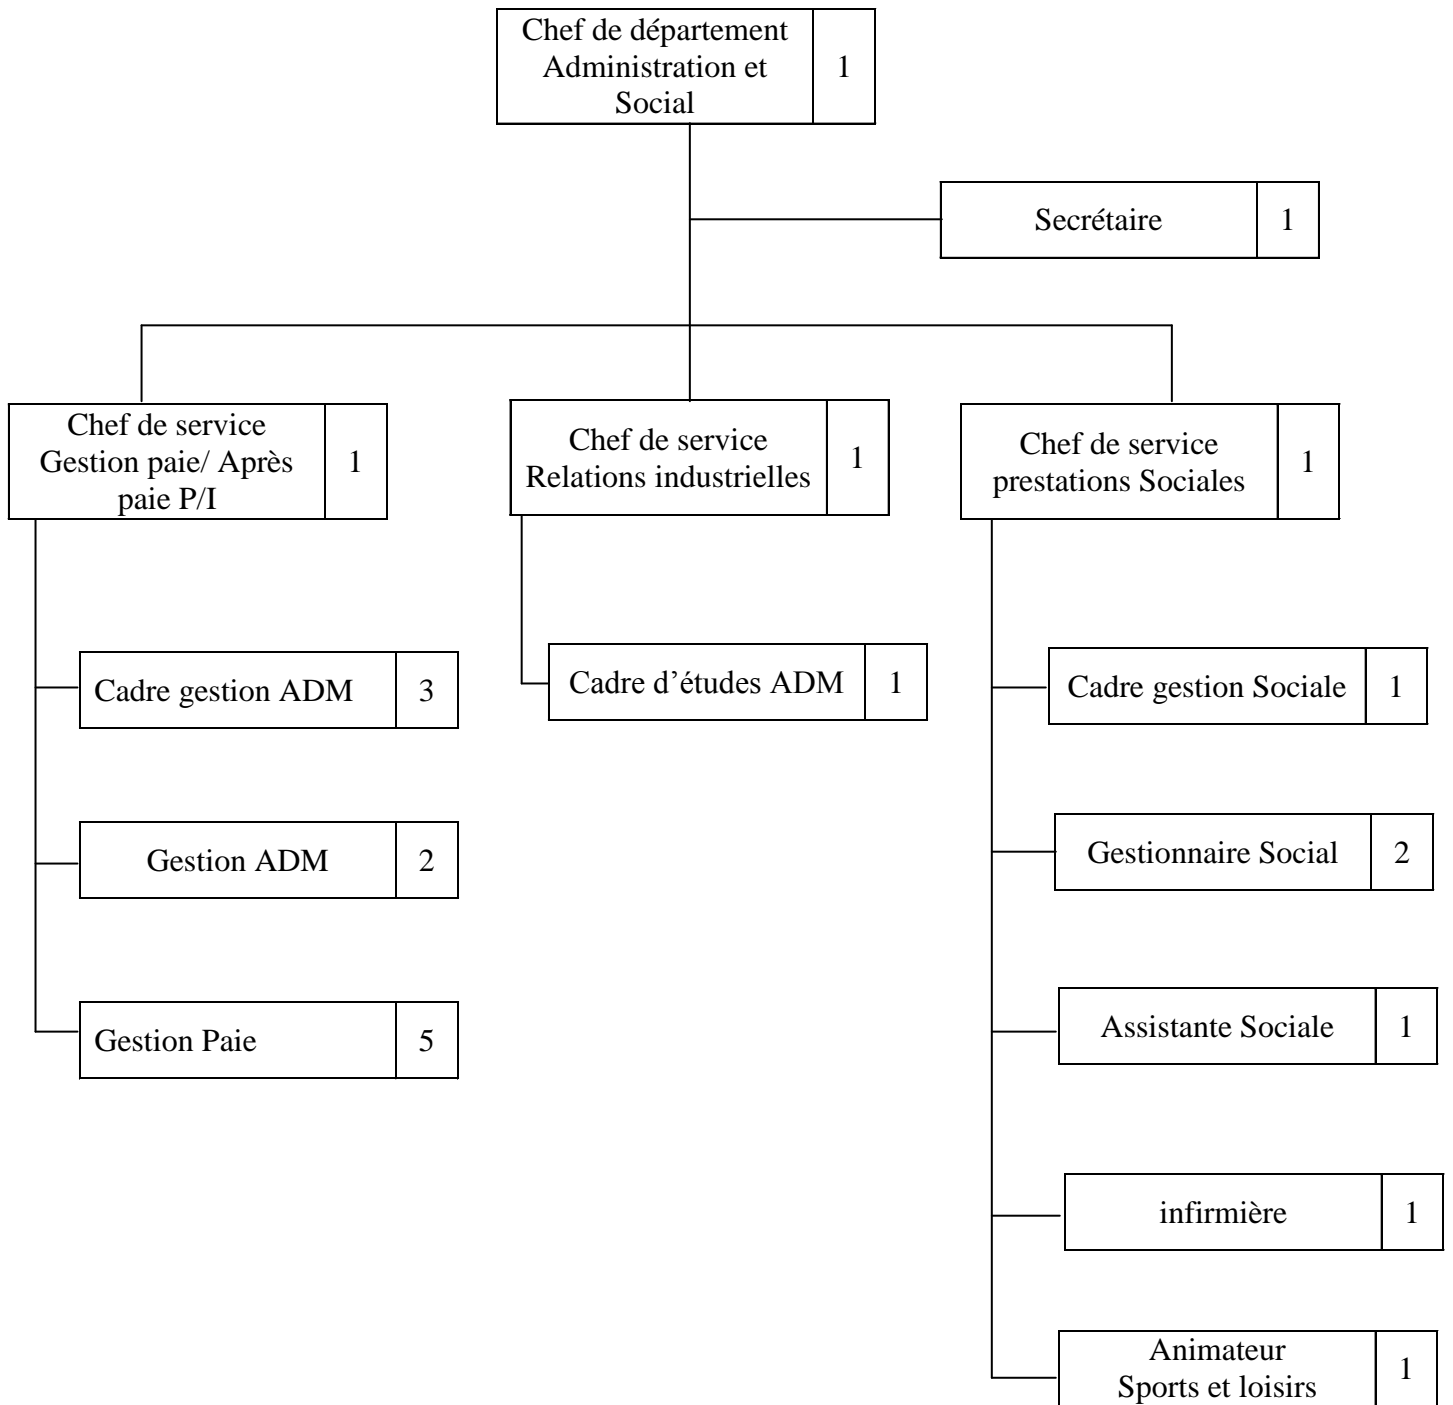 Chef de département
Administration et
Social
1
Secrétaire
1
Chef de service
Gestion paie/ Après
paie P/I
1
Chef de service
Relations industrielles
1
Chef de service
prestations Sociales
1
Cadre gestion ADM
3
Cadre d’études ADM
1
Cadre gestion Sociale
1
Gestion ADM
2
Gestionnaire Social
2
Gestion Paie
5
Assistante Sociale
1
infirmière
1
Animateur
Sports et loisirs
1